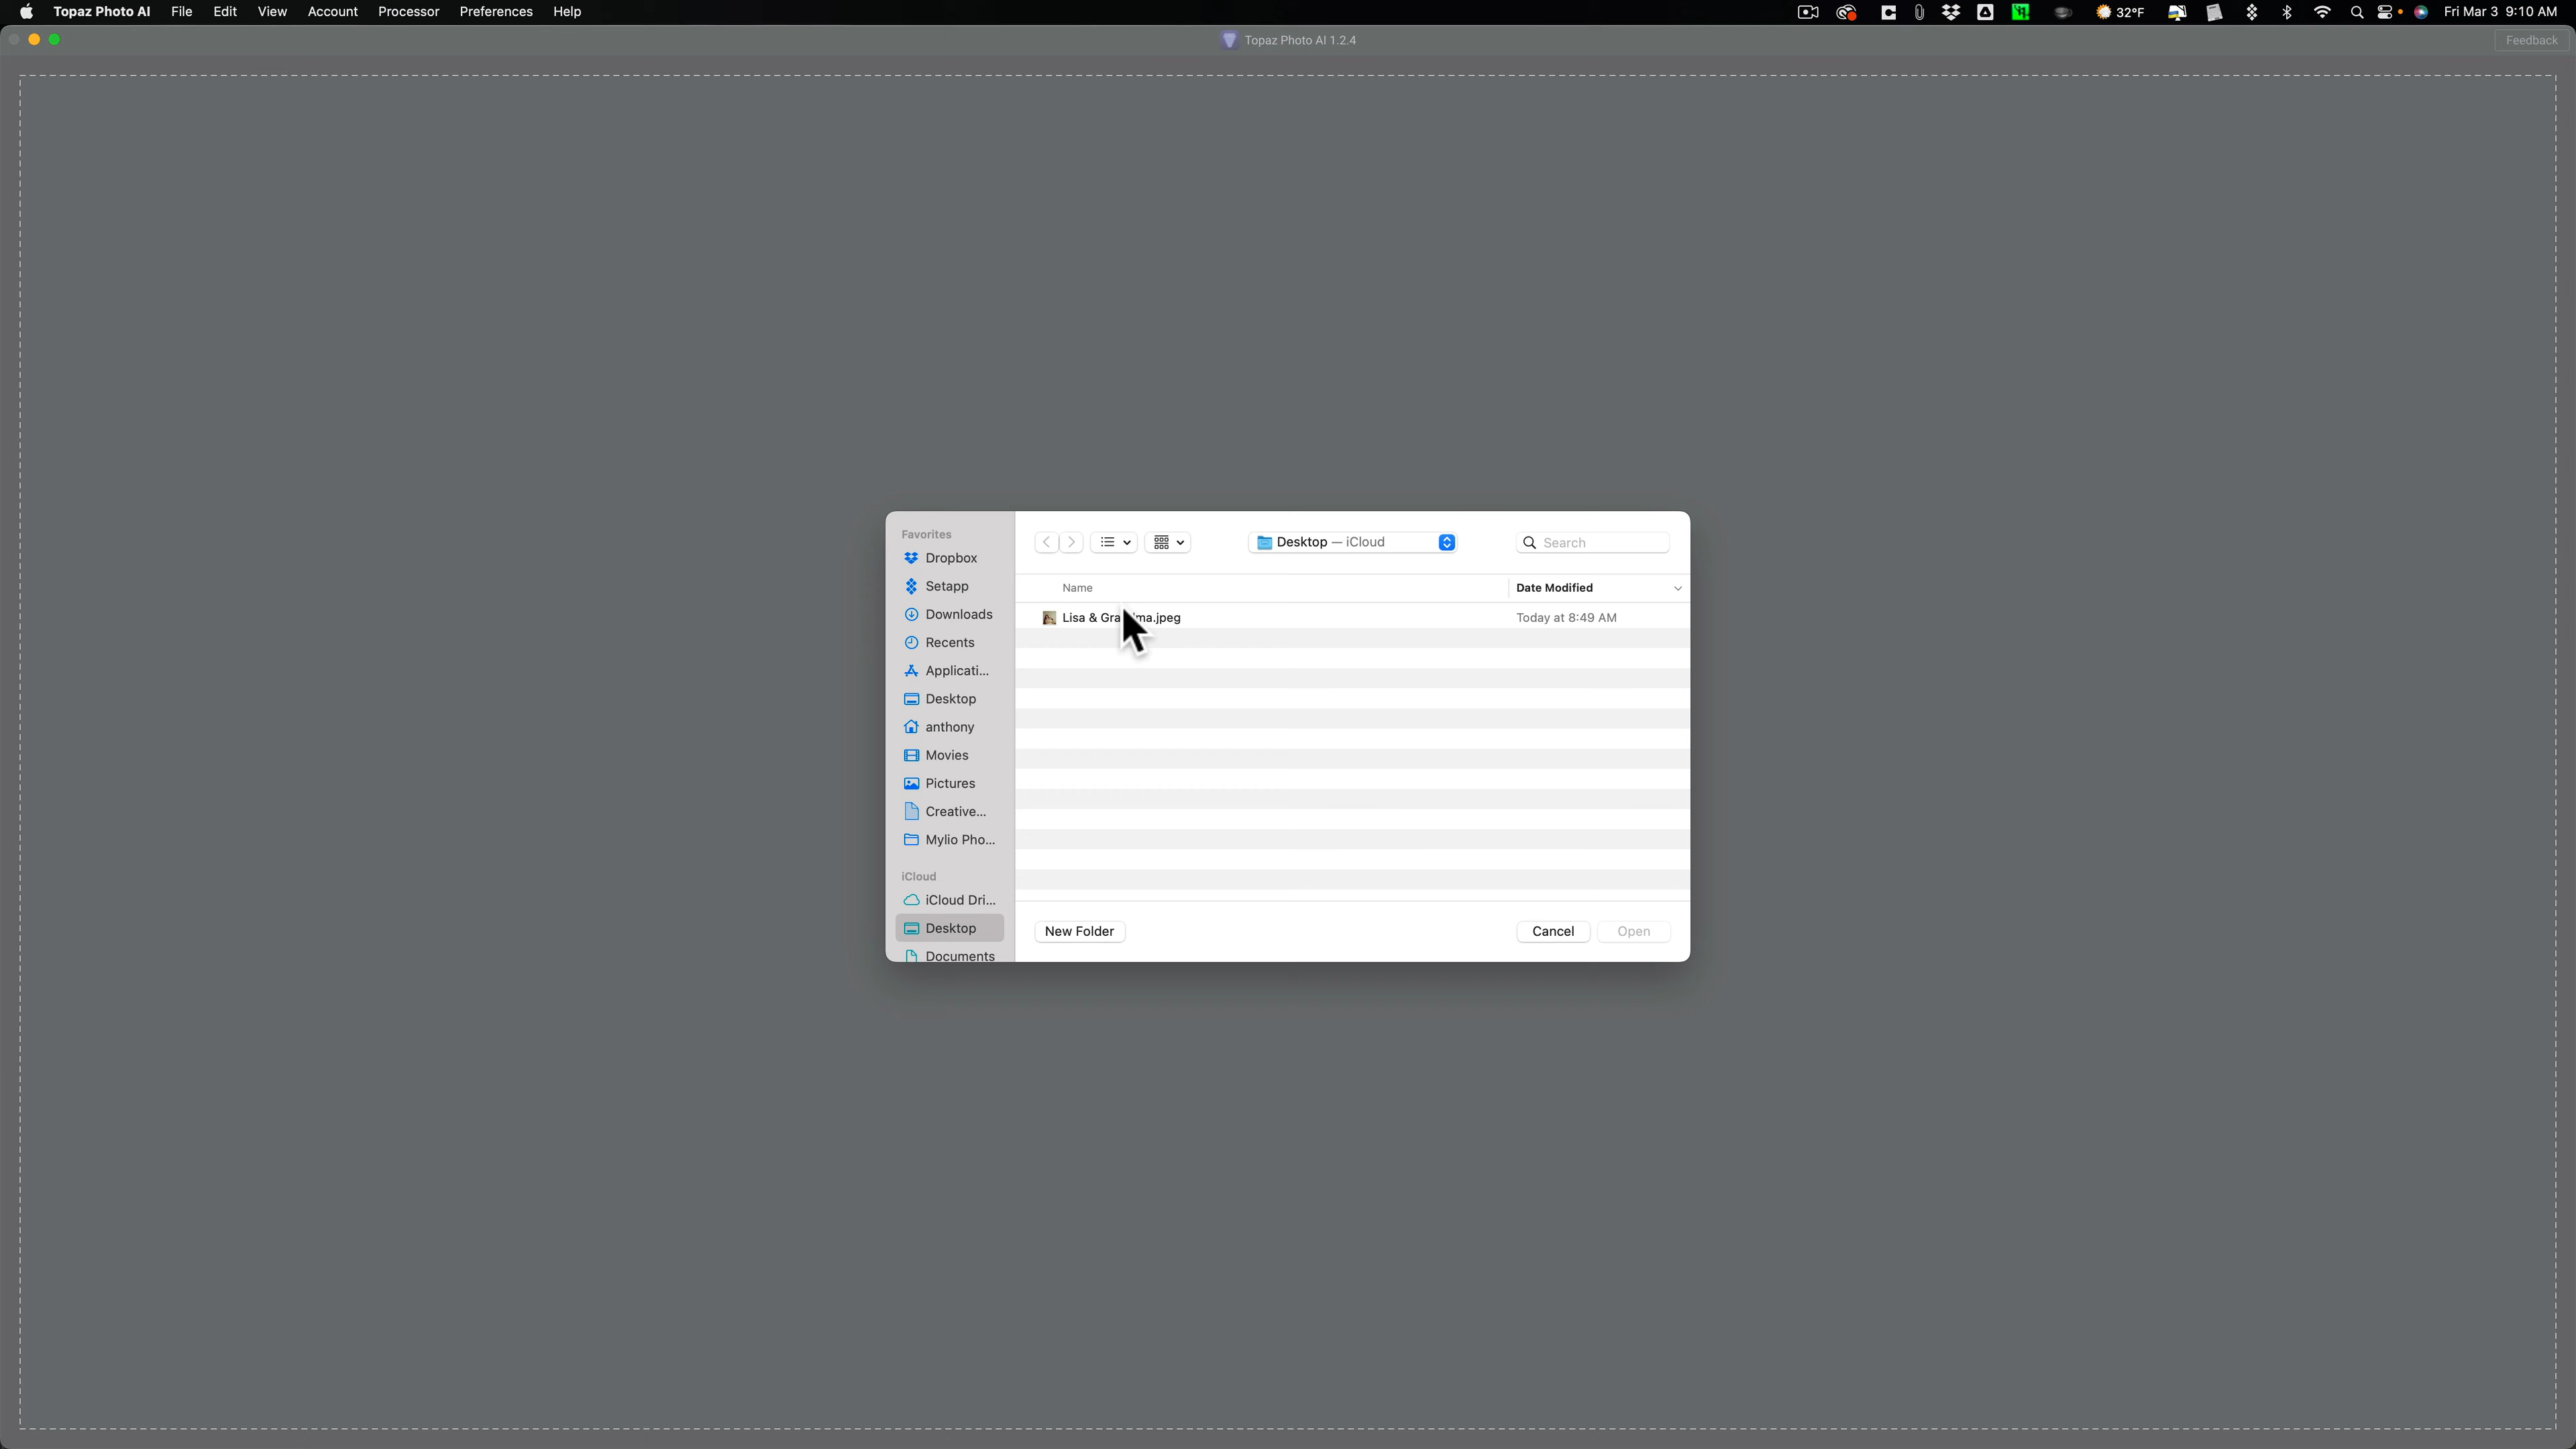 Topaz Photo AI File Edit View Account Processor Preferences Help 32°F Fri Mar 3 9:10 AM
Topaz Photo AI 1.2.4 Feedback
Favorites
Dropbox
Setapp
Downloads
Recents
Applicati...
Desktop
anthony
Movies
Pictures
Creative...
Mylio Pho...
iCloud
iCloud Dri...
Desktop
Documents
Desktop — iCloud Search
Name Date Modified
Lisa & Gra ma.jpeg Today at 8:49 AM
New Folder Cancel Open